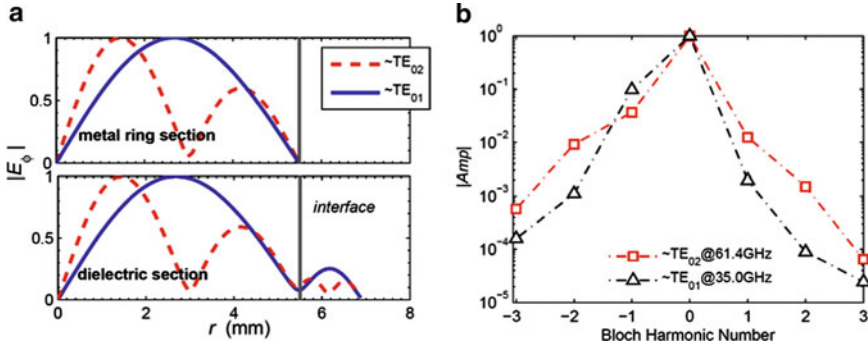 a
1
0.5
0
metal ring section
~TE02
~TE01
|Eϕ|
1
0.5
0
dielectric section
interface
0 2 4 6 8
r (mm)
b
10^0
10^-1
10^-2
10^-3
10^-4
10^-5
|Amp|
~TE02@61.4GHz
~TE01@35.0GHz
−3 −2 −1 0 1 2 3
Bloch Harmonic Number